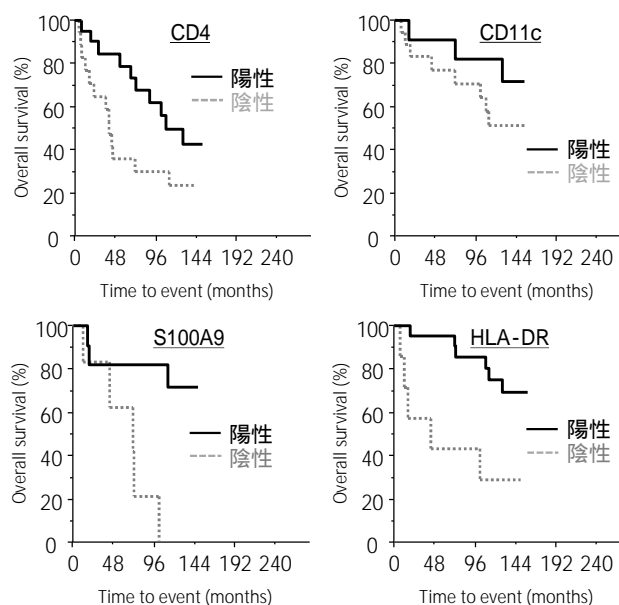 CD4
Overall survival (%)
100
80
60
40
20
0
陽性
陰性
0 48 96 144 192 240
Time to event (months)
CD11c
Overall survival (%)
100
80
60
40
20
0
陽性
陰性
0 48 96 144 192 240
Time to event (months)
S100A9
Overall survival (%)
100
80
60
40
20
0
陽性
陰性
0 48 96 144 192 240
Time to event (months)
HLA-DR
Overall survival (%)
100
80
60
40
20
0
陽性
陰性
0 48 96 144 192 240
Time to event (months)